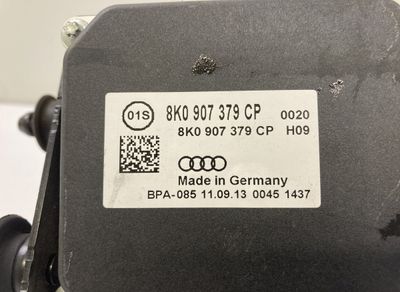 01S 8K0 907 379 CP 0020
8K0 907 379 CP H09
Made in Germany
BPA-085 11.09.13 0045 1437